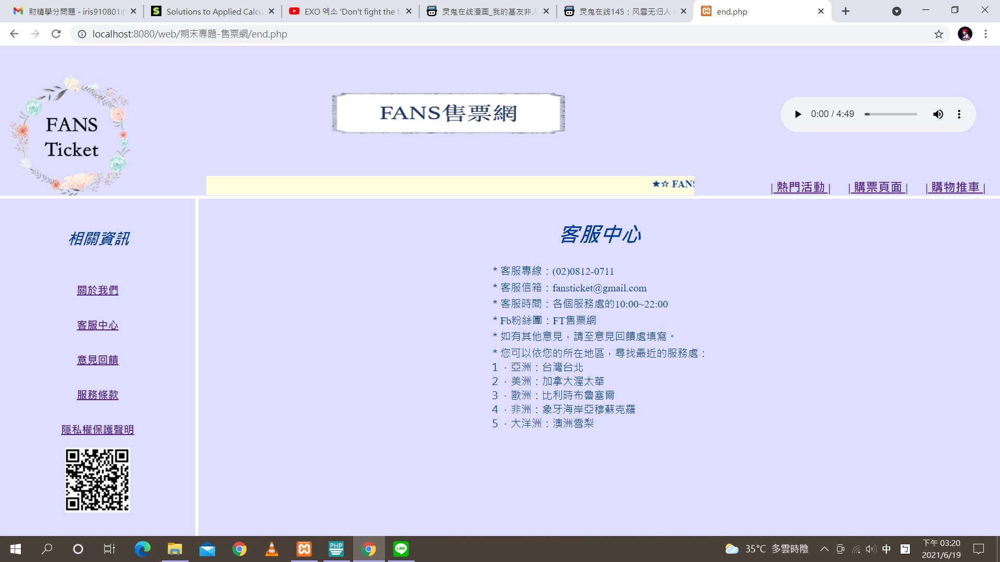 財精學分問題 - iris910801@
Solutions to Applied Calcu
EXO 엑소 'Don't fight the f
灵鬼在线漫画_我的基友非人
灵鬼在线145：风雪无归人
end.php
localhost:8080/web/期末專題-售票網/end.php
FANS
Ticket
FANS售票網
0:00 / 4:49
★☆ FANS
| 熱門活動 |
| 購票頁面 |
| 購物推車 |
相關資訊
關於我們
客服中心
意見回饋
服務條款
隱私權保護聲明
客服中心
* 客服專線：(02)0812-0711
* 客服信箱：fansticket@gmail.com
* 客服時間：各個服務處的10:00~22:00
* Fb粉絲團：FT售票網
* 如有其他意見，請至意見回饋處填寫。
* 您可以依您的所在地區，尋找最近的服務處：
1．亞洲：台灣台北
2．美洲：加拿大渥太華
3．歐洲：比利時布魯塞爾
4．非洲：象牙海岸亞穆蘇克羅
5．大洋洲：澳洲雪梨
PHP
LINE
35°C 多雲時陰
中
下午 03:20
2021/6/19